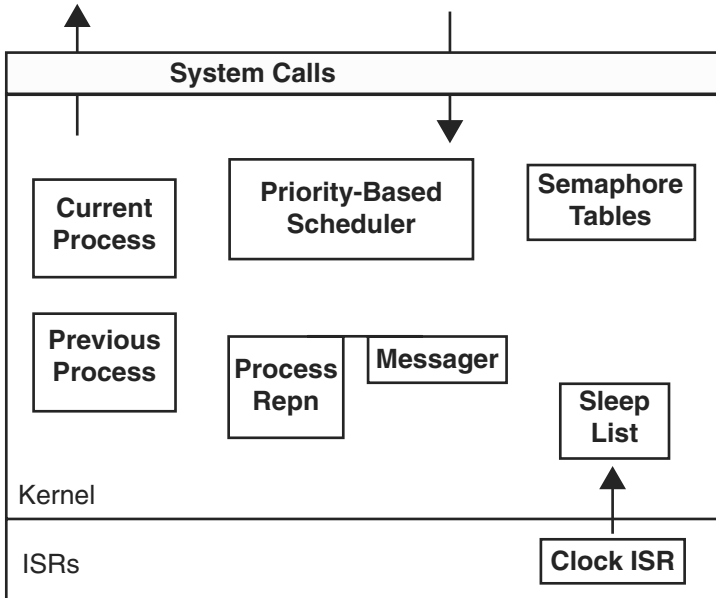 System Calls
Current
Process
Priority-Based
Scheduler
Semaphore
Tables
Previous
Process
Process
Repn
Messager
Sleep
List
Kernel
ISRs
Clock ISR